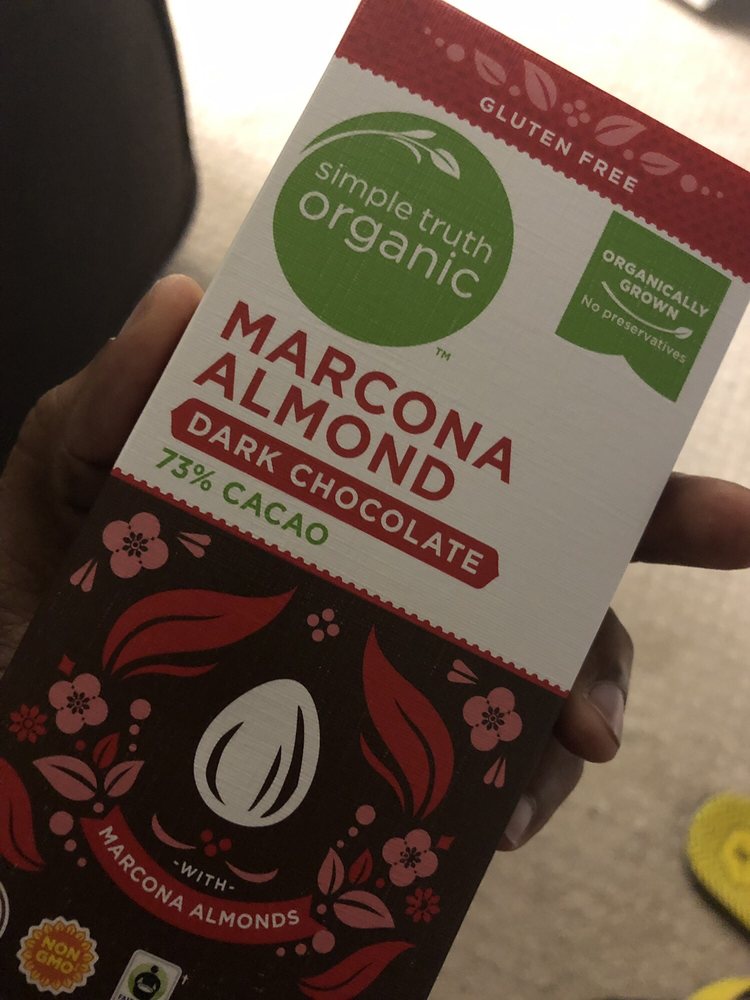 GLUTEN FREE
simple truth
organic
TM
ORGANICALLY
GROWN
No preservatives
MARCONA
ALMOND
DARK CHOCOLATE
73% CACAO
-WITH-
MARCONA ALMONDS
NON
GMO